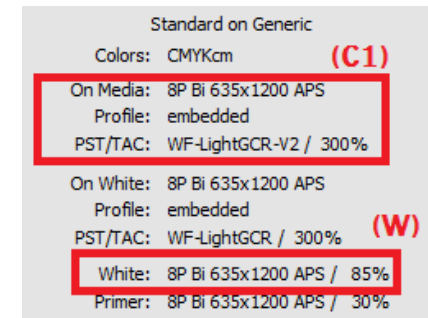 Standard on Generic
Colors: CMYKcm (C1)
On Media: 8P Bi 635x1200 APS
Profile: embedded
PST/TAC: WF-LightGCR-V2 / 300%
On White: 8P Bi 635x1200 APS
Profile: embedded
PST/TAC: WF-LightGCR / 300% (W)
White: 8P Bi 635x1200 APS / 85%
Primer: 8P Bi 635x1200 APS / 30%